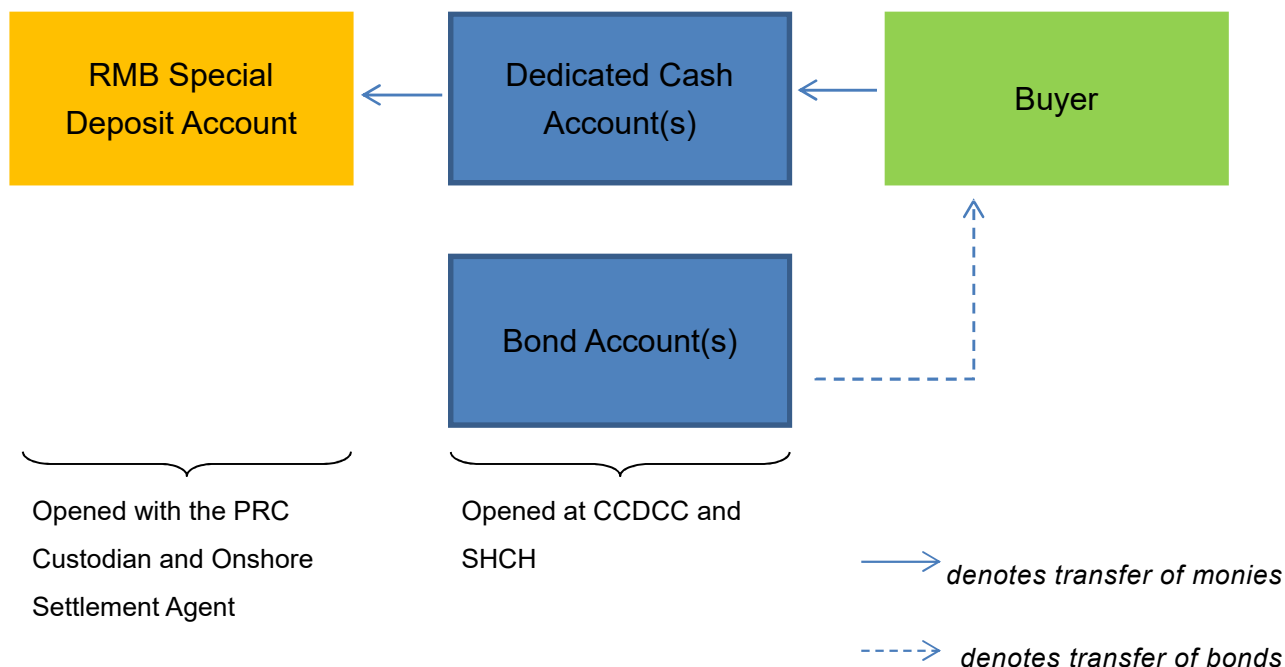 RMB Special
Deposit Account
Dedicated Cash
Account(s)
Buyer
Bond Account(s)
Opened with the PRC
Custodian and Onshore
Settlement Agent
Opened at CCDCC and
SHCH
denotes transfer of monies
denotes transfer of bonds